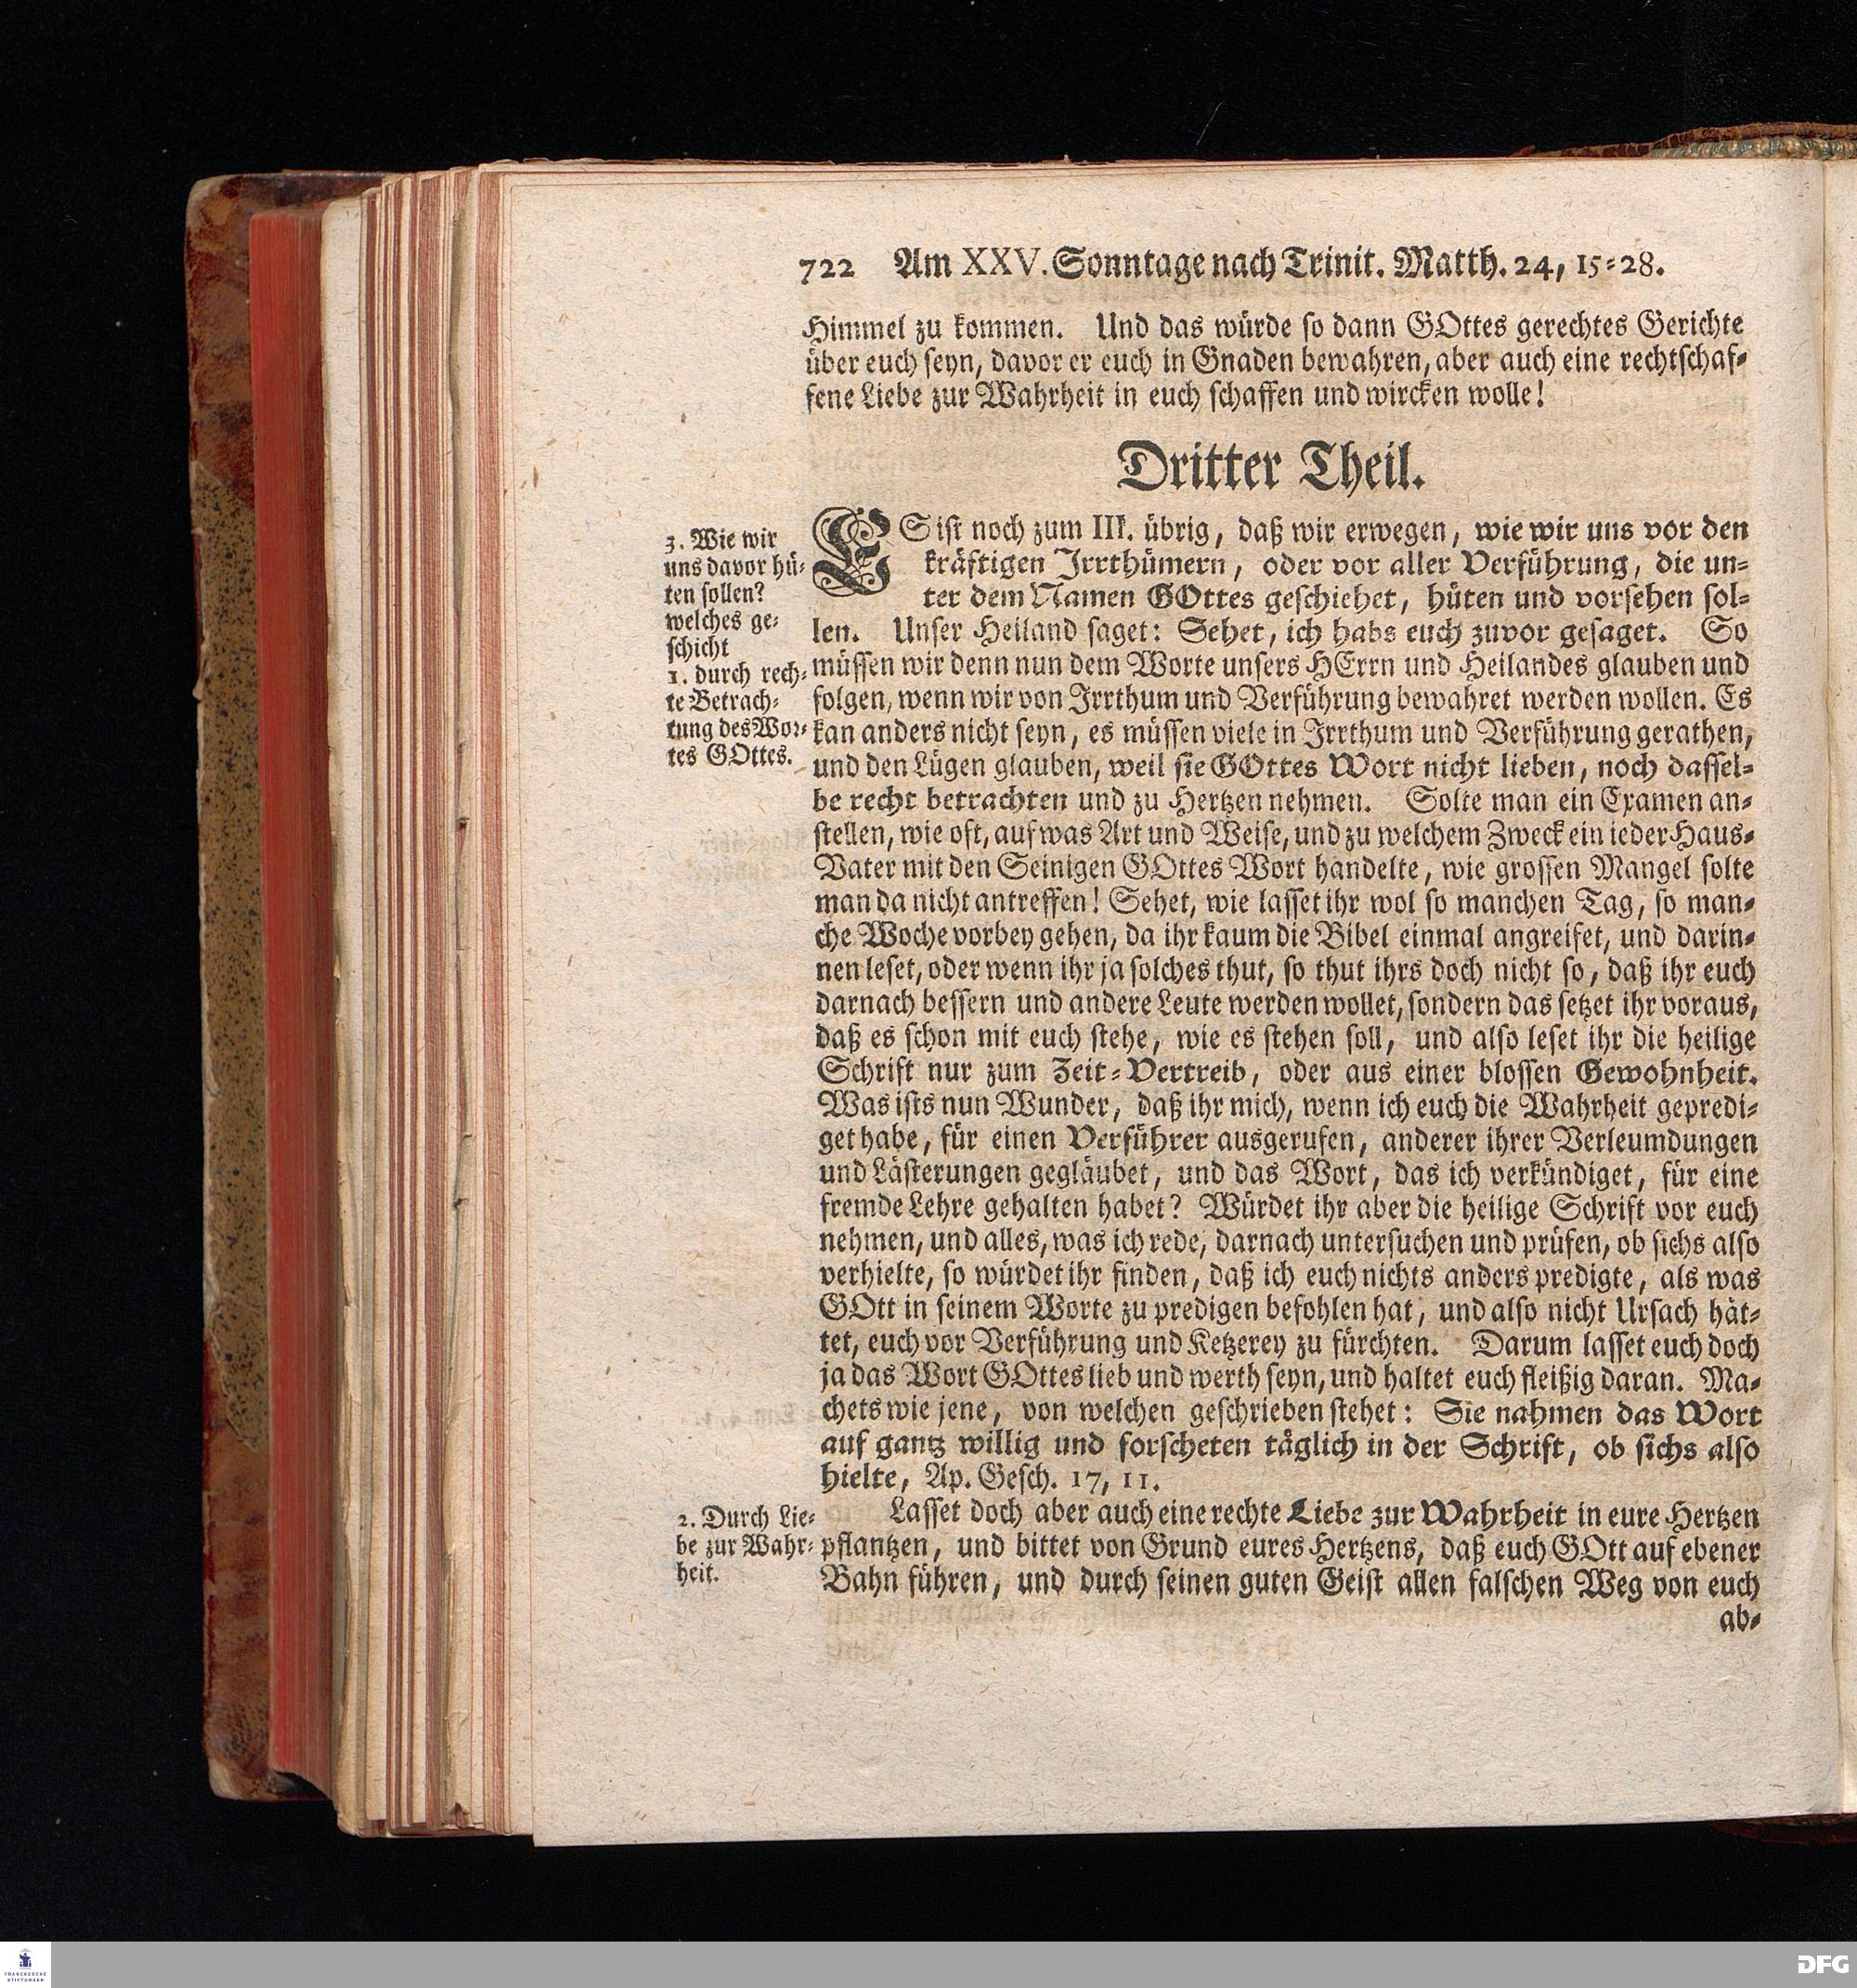 722 Am XXV. Sonntage nach Trinit. Matth. 24, 15-28.
Himmel zu kommen. Und das würde so dann GOttes gerechtes Gerichte
über euch seyn, davor er euch in Gnaden bewahren, aber auch eine rechtschaf-
fene Liebe zur Wahrheit in euch schaffen und wircken wolle!
Dritter Theil.
3. Wie wir
uns davor hü-
ten sollen?
welches ge-
schicht
1. durch rech-
te Betrach-
tung des Wor-
tes GOttes.
ES ist noch zum III. übrig, daß wir erwegen, wie wir uns vor den
kräftigen Irrthümern, oder vor aller Verführung, die un-
ter dem Namen GOttes geschiehet, hüten und vorsehen sol-
len. Unser Heiland saget: Sehet, ich habs euch zuvor gesaget. So
müssen wir denn nun dem Worte unsers HErrn und Heilandes glauben und
folgen, wenn wir von Irrthum und Verführung bewahret werden wollen. Es
kan anders nicht seyn, es müssen viele in Irrthum und Verführung gerathen,
und den Lügen glauben, weil sie GOttes Wort nicht lieben, noch dassel-
be recht betrachten und zu Hertzen nehmen. Solte man ein Examen an-
stellen, wie oft, auf was Art und Weise, und zu welchem Zweck ein ieder Haus-
Vater mit den Seinigen GOttes Wort handelte, wie grossen Mangel solte
man da nicht antreffen! Sehet, wie lasset ihr wol so manchen Tag, so man-
che Woche vorbey gehen, da ihr kaum die Bibel einmal angreifet, und darin-
nen leset, oder wenn ihr ja solches thut, so thut ihrs doch nicht so, daß ihr euch
darnach bessern und andere Leute werden wollet, sondern das setzet ihr voraus,
daß es schon mit euch stehe, wie es stehen soll, und also leset ihr die heilige
Schrift nur zum Zeit-Vertreib, oder aus einer blossen Gewohnheit.
Was ists nun Wunder, daß ihr mich, wenn ich euch die Wahrheit gepredi-
get habe, für einen Verführer ausgerufen, anderer ihrer Verleumdungen
und Lästerungen gegläubet, und das Wort, das ich verkündiget, für eine
fremde Lehre gehalten habet? Würdet ihr aber die heilige Schrift vor euch
nehmen, und alles, was ich rede, darnach untersuchen und prüfen, ob sichs also
verhielte, so würdet ihr finden, daß ich euch nichts anders predigte, als was
GOtt in seinem Worte zu predigen befohlen hat, und also nicht Ursach hät-
tet, euch vor Verführung und Ketzerey zu fürchten. Darum lasset euch doch
ja das Wort GOttes lieb und werth seyn, und haltet euch fleißig daran. Ma-
chets wie jene, von welchen geschrieben stehet: Sie nahmen das Wort
auf gantz willig und forscheten täglich in der Schrift, ob sichs also
hielte, Ap. Gesch. 17, 11.
2. Durch Lie-
be zur Wahr-
heit.
Lasset doch aber auch eine rechte Liebe zur Wahrheit in eure Hertzen
pflantzen, und bittet von Grund eures Hertzens, daß euch GOtt auf ebener
Bahn führen, und durch seinen guten Geist allen falschen Weg von euch
ab-
FRANCKESCHE
STIFTUNGEN
DFG